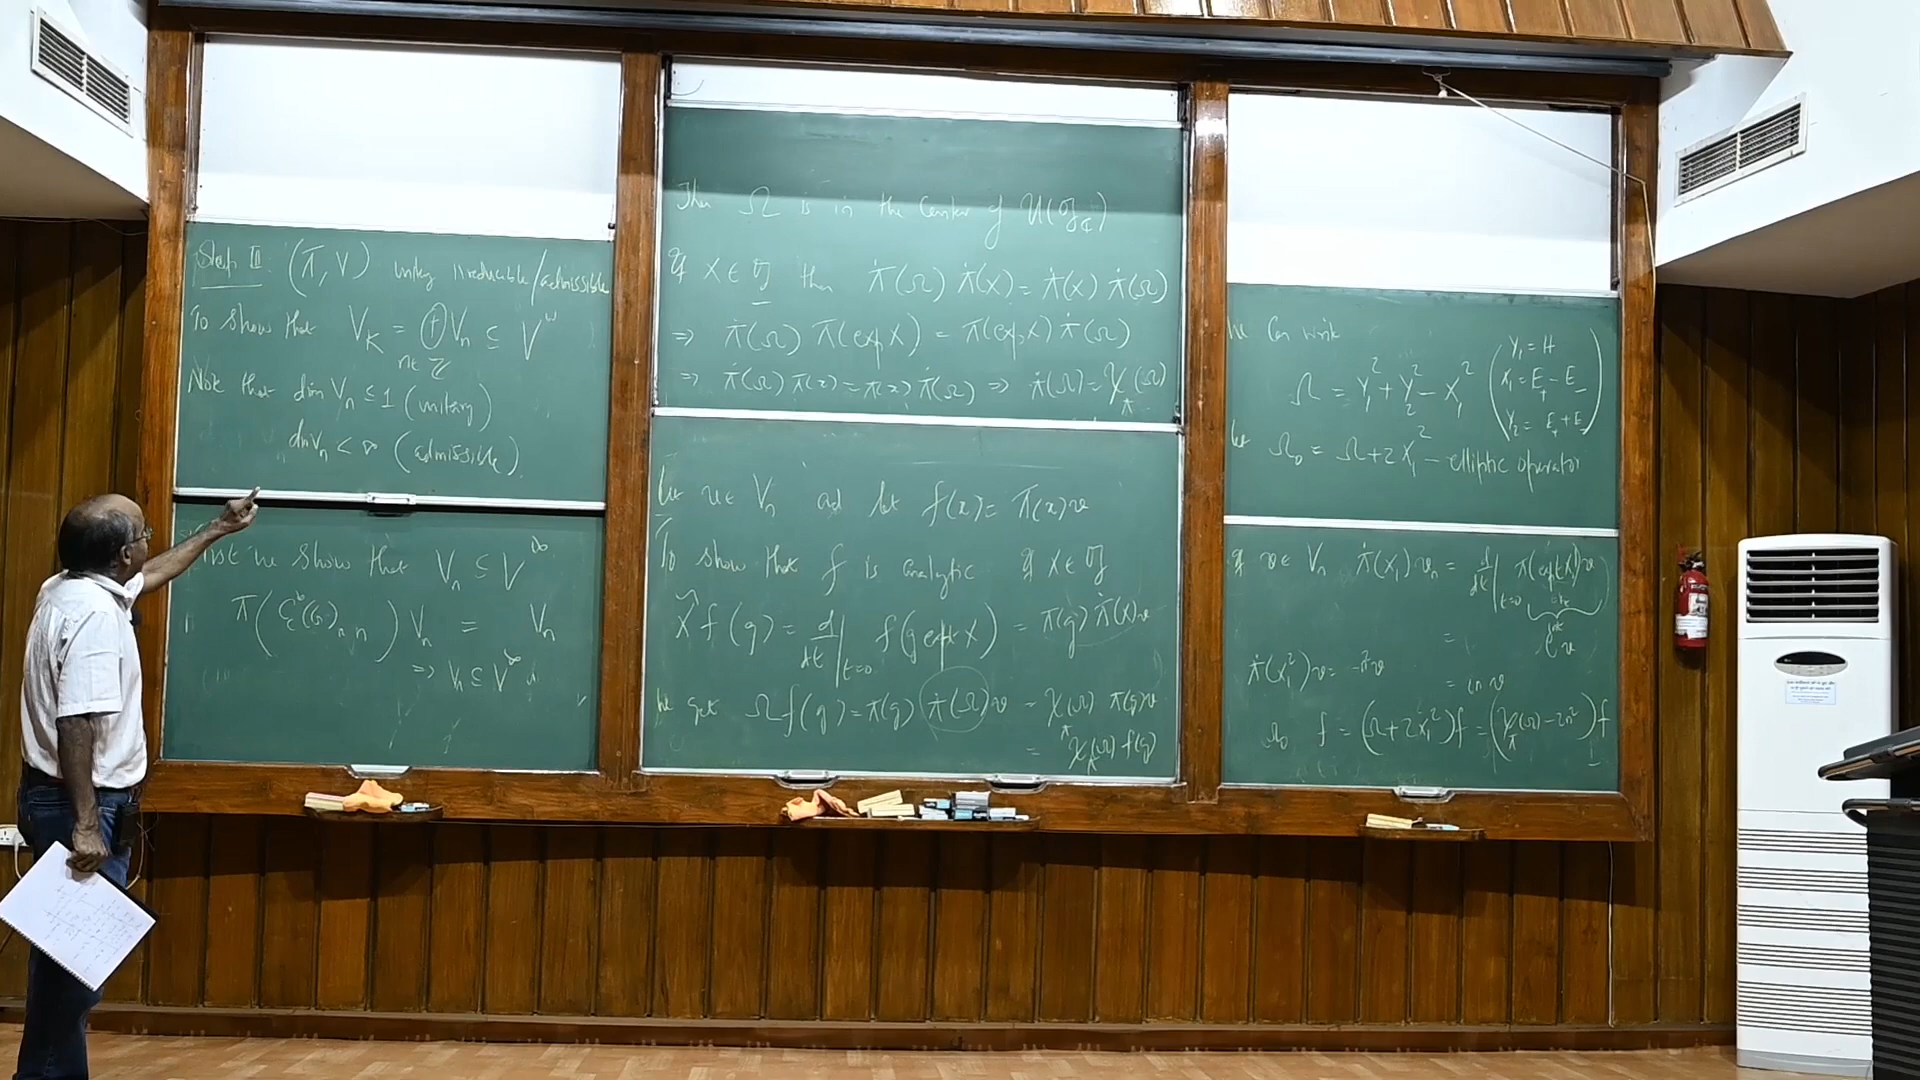 Step III. (π, V) unitary irreducible/admissible
To show that V_K = ⊕_{n∈ℤ} V_n ⊆ V^ω
Note that dim V_n ≤ 1 (unitary)
dim V_n < ∞ (admissible).
First we show that V_n ⊆ V^∞
π(C_c^∞(G)_{n,n}) V_n = V_n
⇒ V_n ⊆ V^∞
Then Ω is in the center of U(𝔤_ℂ)
If X ∈ 𝔤 then π̇(Ω) π̇(X) = π̇(X) π̇(Ω)
⇒ π̇(Ω) π(exp X) = π(exp X) π̇(Ω)
⇒ π̇(Ω) π(x) = π(x) π̇(Ω) ⇒ π̇(Ω) = χ_π(Ω)
Let v ∈ V_n and let f(x) = π(x)v
To show that f is analytic If X ∈ 𝔤
X̃ f(g) = d/dt|_{t=0} f(g exp tX) = π(g) π̇(X)v
We get Ωf(g) = π(g) π̇(Ω)v = χ_π(Ω) π(g)v
= χ_π(Ω) f(g)
We can write
Ω = Y_1^2 + Y_2^2 − X_1^2 (Y_1 = H
X_1 = E_+ − E_−
Y_2 = E_+ + E_−)
Let Ω_0 = Ω + 2X_1^2 – elliptic operator
If v ∈ V_n π̇(X_1)v_n = d/dt|_{t=0} π(exp tX_1)v
= e^{int} v
π̇(X_1^2)v = −n^2 v = in v
Ω_0 f = (Ω + 2X_1^2)f = (χ_π(Ω) − 2n^2)f